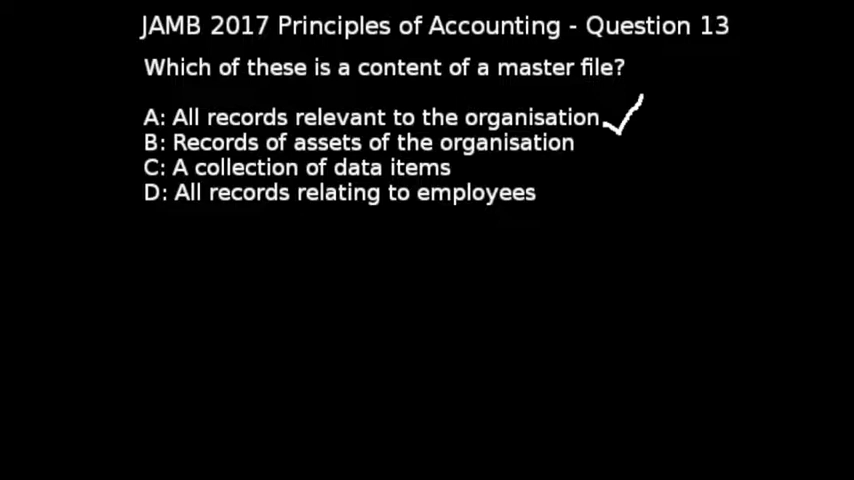 JAMB 2017 Principles of Accounting - Question 13
Which of these is a content of a master file?
A: All records relevant to the organisation
B: Records of assets of the organisation
C: A collection of data items
D: All records relating to employees